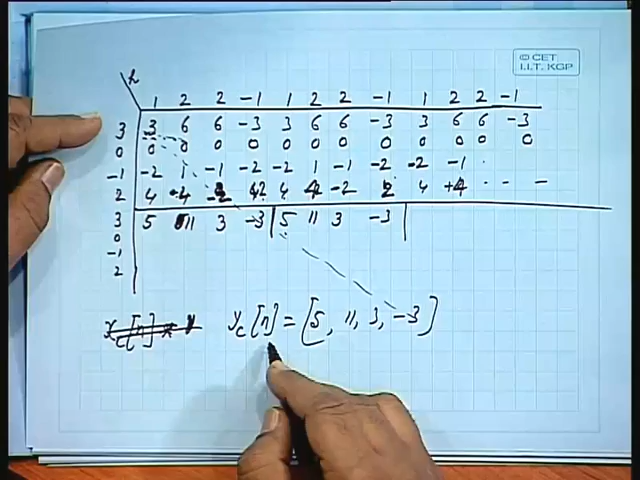 © CET
I.I.T. KGP
h
1 2 2 -1 1 2 2 -1 1 2 2 -1
3 3 6 6 -3 3 6 6 -3 3 6 6 -3
0 0 0 0 0 0 0 0 0 0 0 0 0
-1 -2 1 -1 -2 -2 1 -1 -2 -2 -1
2 4 -4 -2 2 4 4 -2 2 4 +4 - - -
3 5 11 3 -3 5 11 3 -3
0
-1
2
y_c[n] = [5, 11, 3, -3]